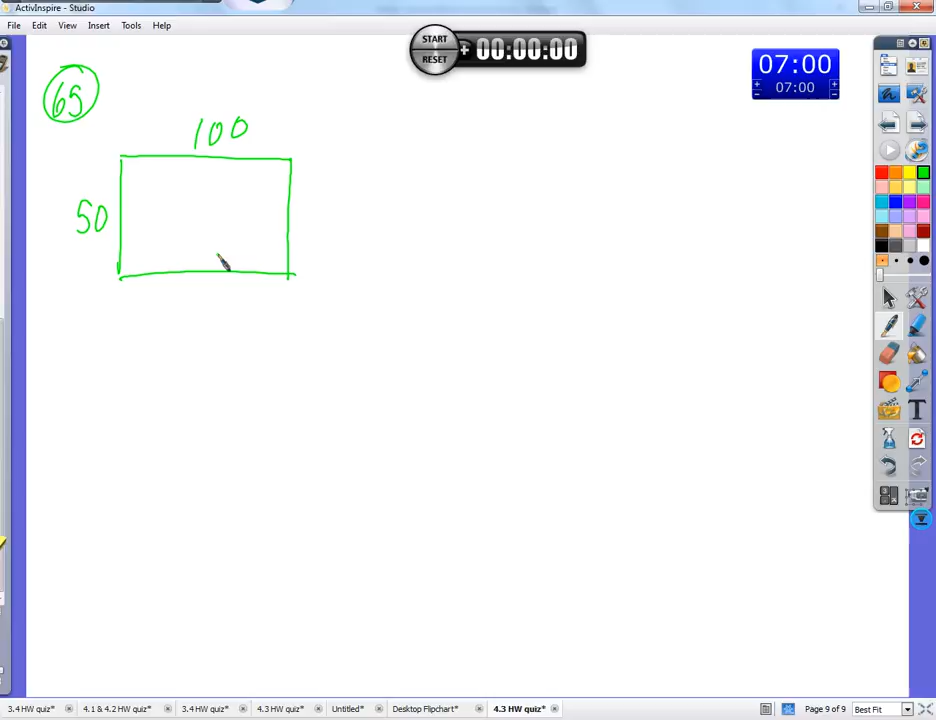 ActivInspire - Studio
File Edit View Insert Tools Help
START
RESET
+ 00:00:00
07:00
+ 07:00 +
- -
65
100
50
T
3.4 HW quiz* 4.1 & 4.2 HW quiz* 3.4 HW quiz* 4.3 HW quiz* Untitled* Desktop Flipchart* 4.3 HW quiz* Page 9 of 9 Best Fit